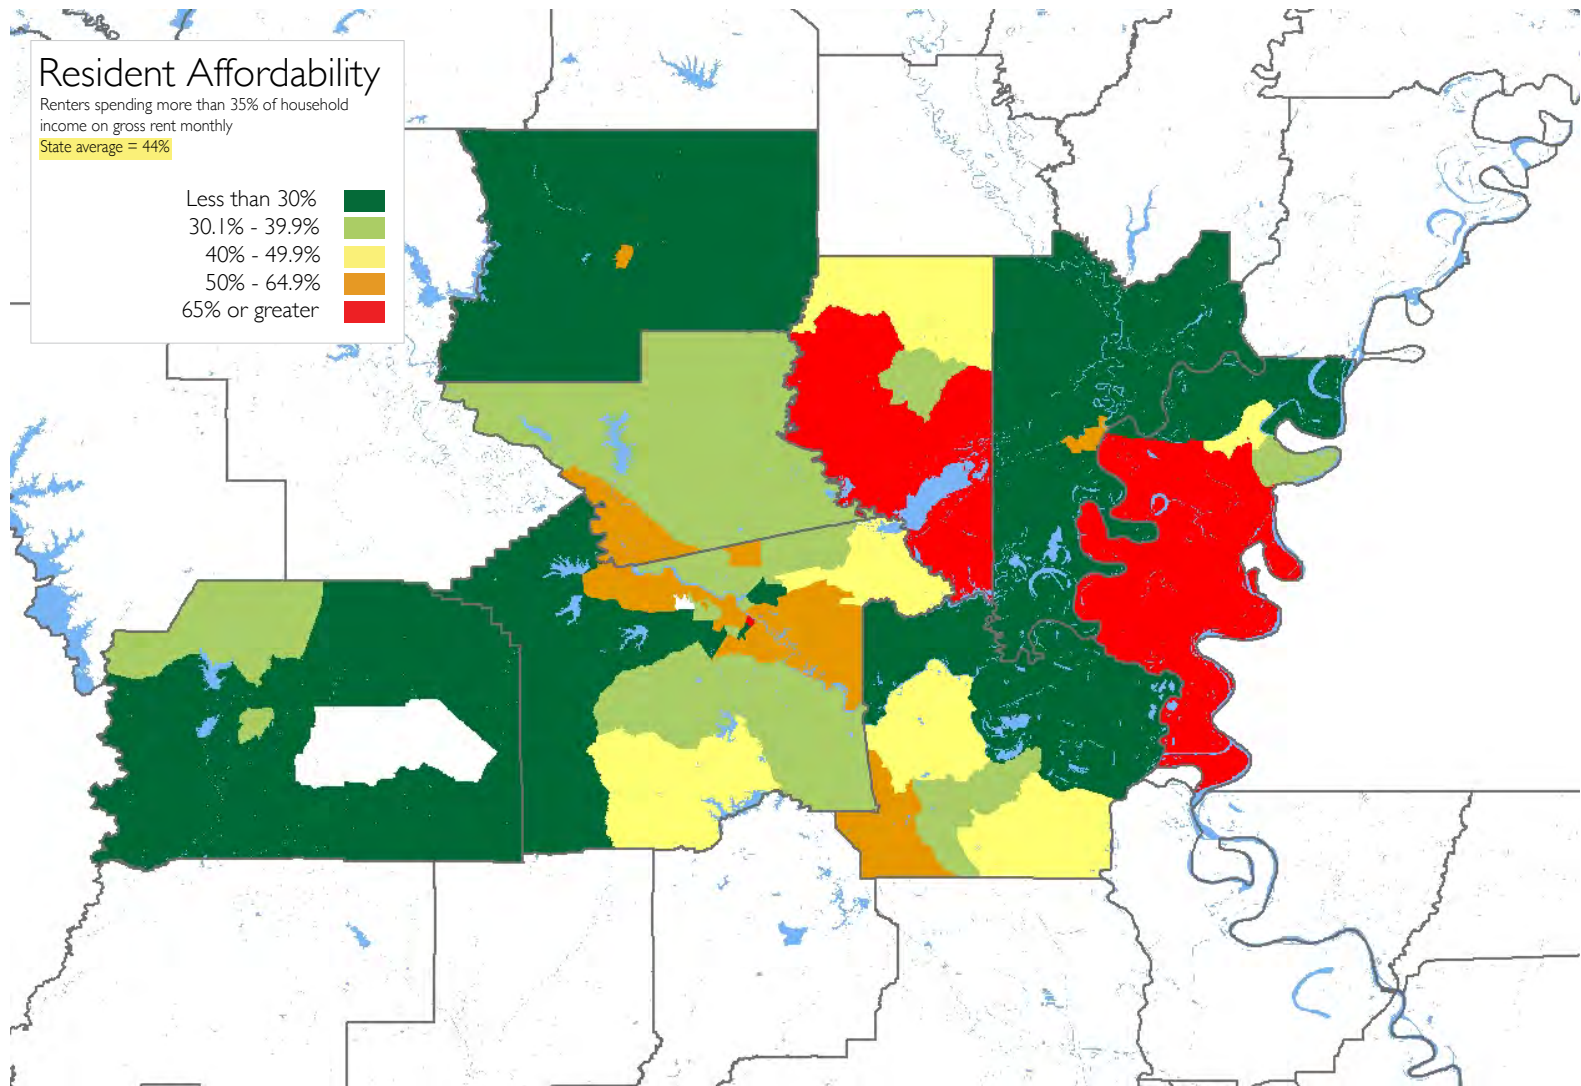 Resident Affordability
Renters spending more than 35% of household
income on gross rent monthly
State average = 44%
Less than 30%
30.1% - 39.9%
40% - 49.9%
50% - 64.9%
65% or greater